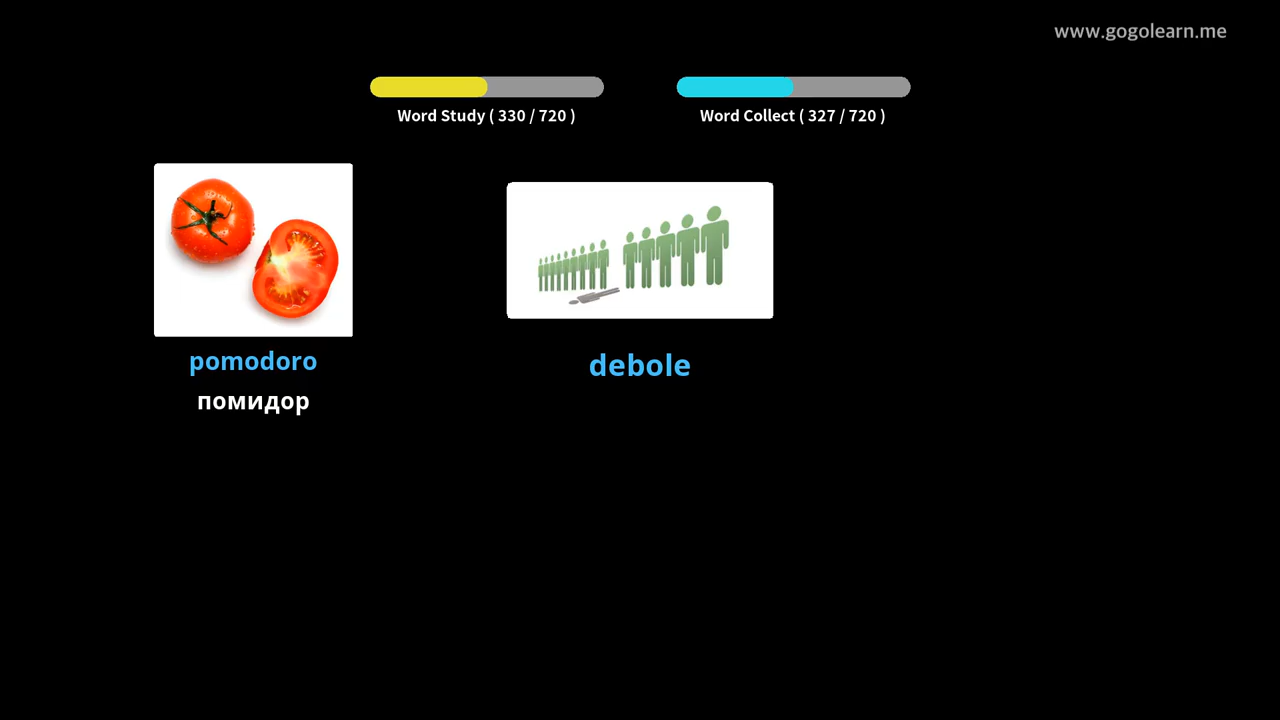 www.gogolearn.me
Word Study ( 330 / 720 )
Word Collect ( 327 / 720 )
pomodoro
помидор
debole